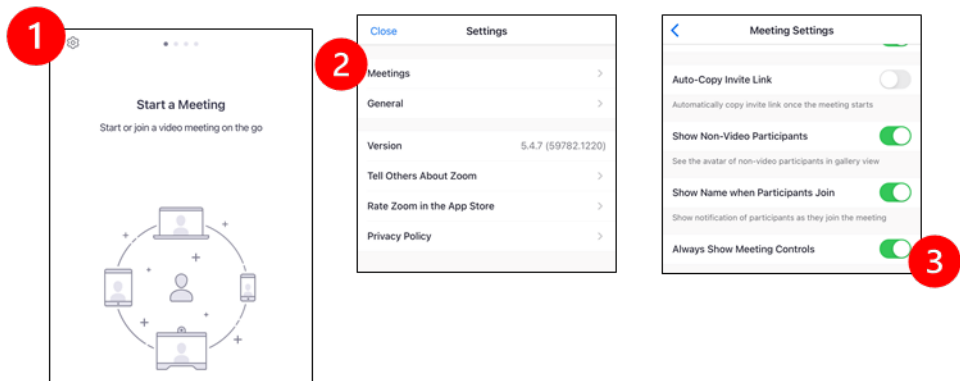 1
Start a Meeting
Start or join a video meeting on the go
2
Close Settings
Meetings
General
Version 5.4.7 (59782.1220)
Tell Others About Zoom
Rate Zoom in the App Store
Privacy Policy
Meeting Settings
Auto-Copy Invite Link
Automatically copy invite link once the meeting starts
Show Non-Video Participants
See the avatar of non-video participants in gallery view
Show Name when Participants Join
Show notification of participants as they join the meeting
Always Show Meeting Controls
3